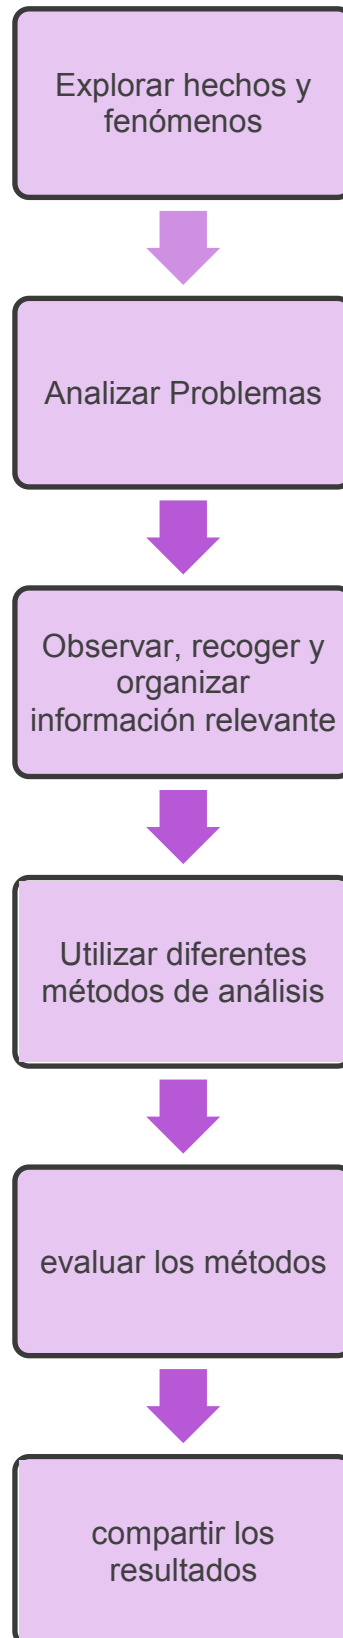 Explorar hechos y
fenómenos
Analizar Problemas
Observar, recoger y
organizar
información relevante
Utilizar diferentes
métodos de análisis
evaluar los métodos
compartir los
resultados